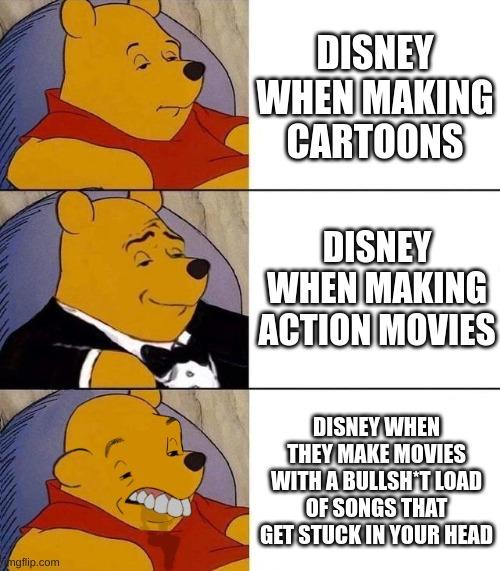 DISNEY
WHEN MAKING
CARTOONS
DISNEY
WHEN MAKING
ACTION MOVIES
DISNEY WHEN
THEY MAKE MOVIES
WITH A BULLSH*T LOAD
OF SONGS THAT
GET STUCK IN YOUR HEAD
imgflip.com